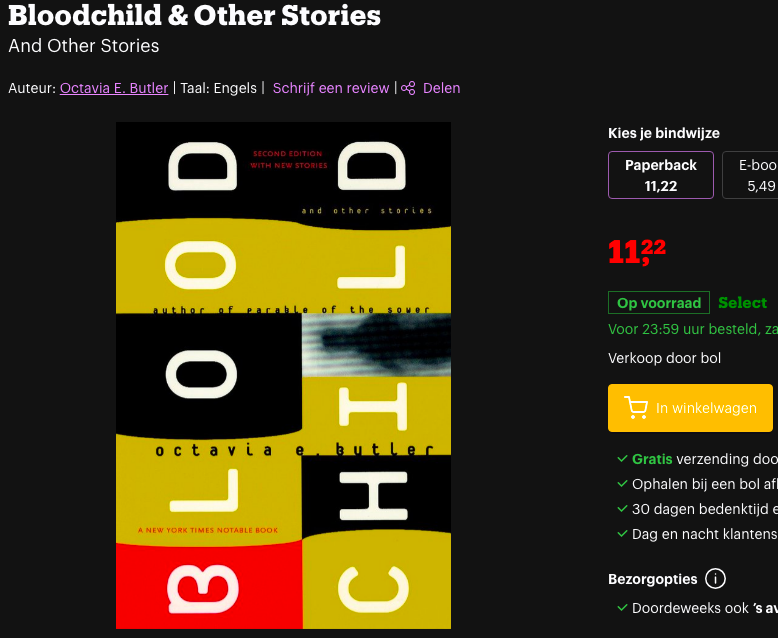 Bloodchild & Other Stories
And Other Stories
Auteur: Octavia E. Butler | Taal: Engels | Schrijf een review | Delen
SECOND EDITION
WITH NEW STORIES
and other stories
author of parable of the sower
octavia e. butler
A NEW YORK TIMES NOTABLE BOOK
BLOOD
CHILD
Kies je bindwijze
Paperback
11,22
E-boo
5,49
11,22
Op voorraad Select
Voor 23:59 uur besteld, za
Verkoop door bol
In winkelwagen
Gratis verzending doo
Ophalen bij een bol af
30 dagen bedenktijd e
Dag en nacht klantens
Bezorgopties
Doordeweeks ook 's av